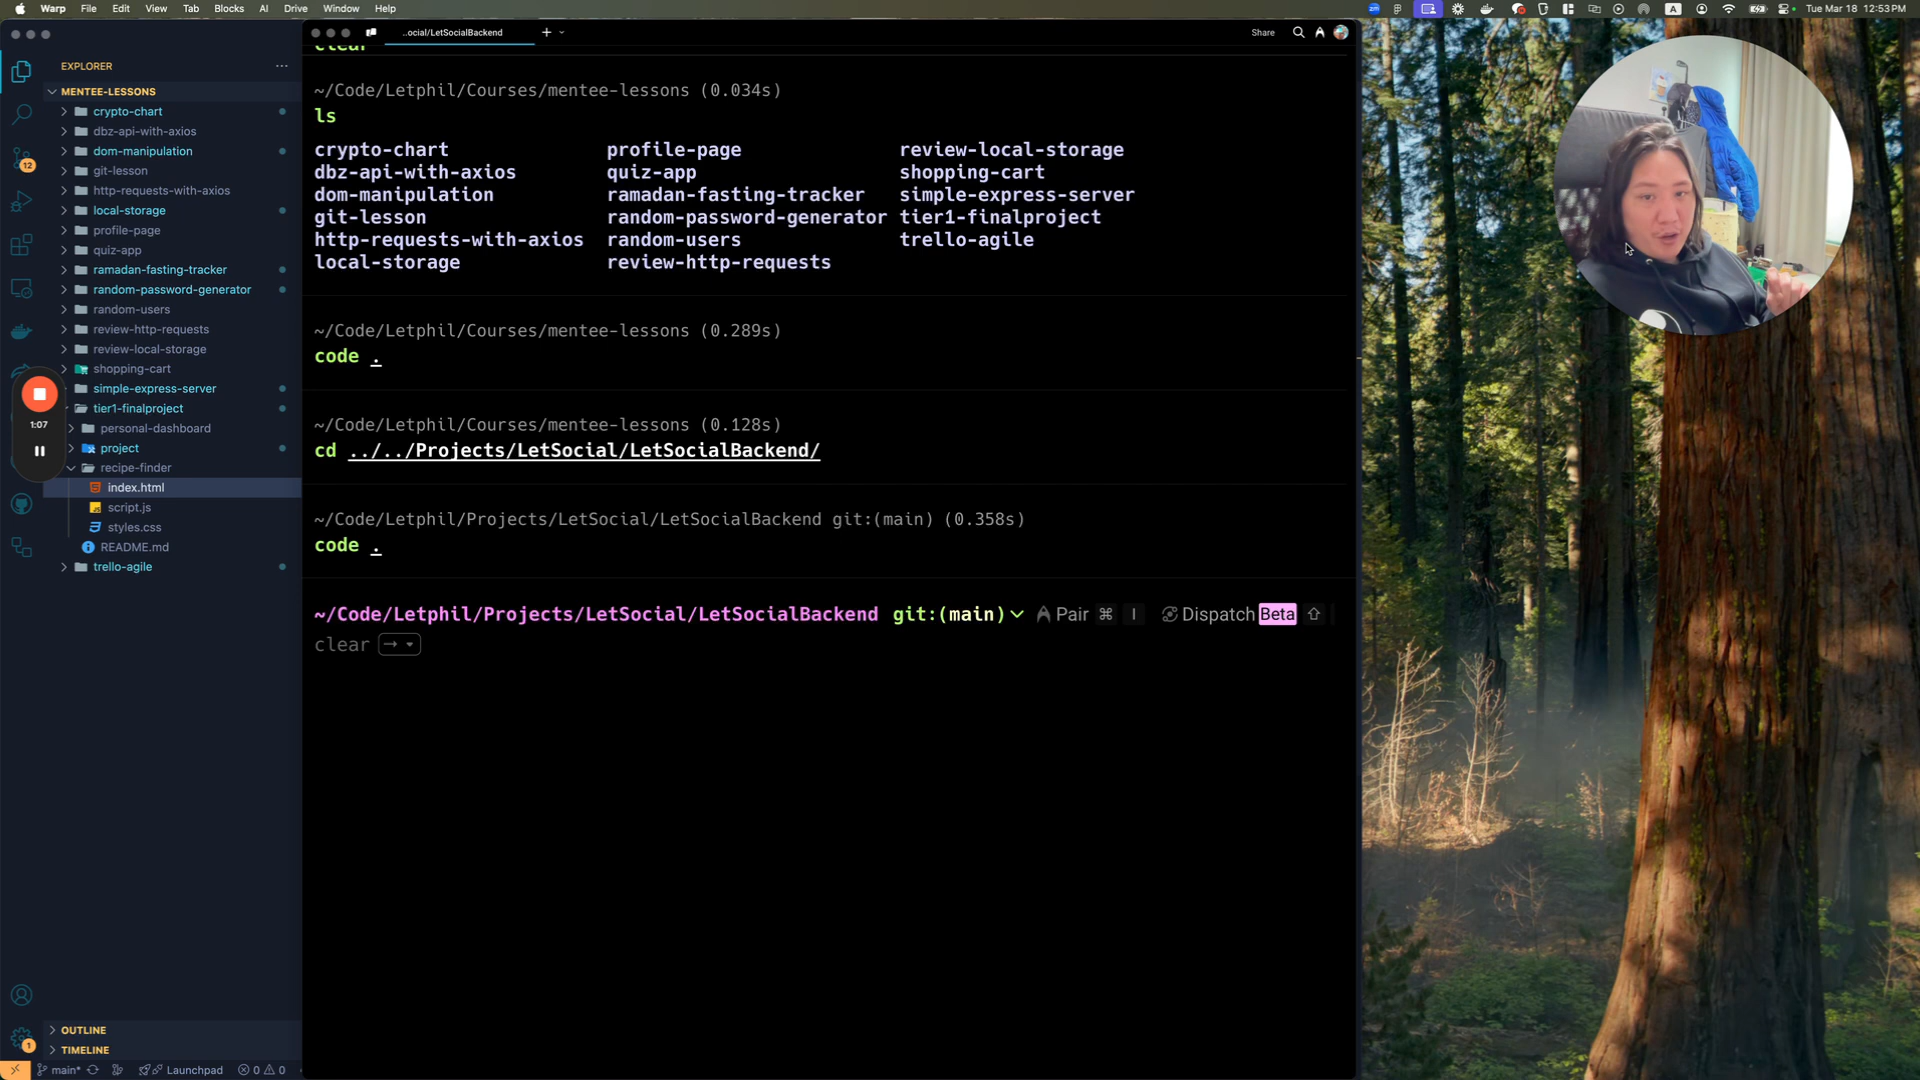 Warp File Edit View Tab Blocks AI Drive Window Help
zm A Tue Mar 18 12:53 PM
EXPLORER
MENTEE-LESSONS
crypto-chart
dbz-api-with-axios
dom-manipulation
git-lesson
http-requests-with-axios
local-storage
profile-page
quiz-app
ramadan-fasting-tracker
random-password-generator
random-users
review-http-requests
review-local-storage
shopping-cart
simple-express-server
tier1-finalproject
personal-dashboard
project
recipe-finder
index.html
script.js
styles.css
README.md
trello-agile
12
1:07
1
OUTLINE
TIMELINE
main* Launchpad 0 0
..ocial/LetSocialBackend
Share
clear
~/Code/Letphil/Courses/mentee-lessons (0.034s)
ls
crypto-chart profile-page review-local-storage
dbz-api-with-axios quiz-app shopping-cart
dom-manipulation ramadan-fasting-tracker simple-express-server
git-lesson random-password-generator tier1-finalproject
http-requests-with-axios random-users trello-agile
local-storage review-http-requests
~/Code/Letphil/Courses/mentee-lessons (0.289s)
code .
~/Code/Letphil/Courses/mentee-lessons (0.128s)
cd ../../Projects/LetSocial/LetSocialBackend/
~/Code/Letphil/Projects/LetSocial/LetSocialBackend git:(main) (0.358s)
code .
~/Code/Letphil/Projects/LetSocial/LetSocialBackend git:(main) Pair ⌘ I Dispatch Beta ⇧
clear →